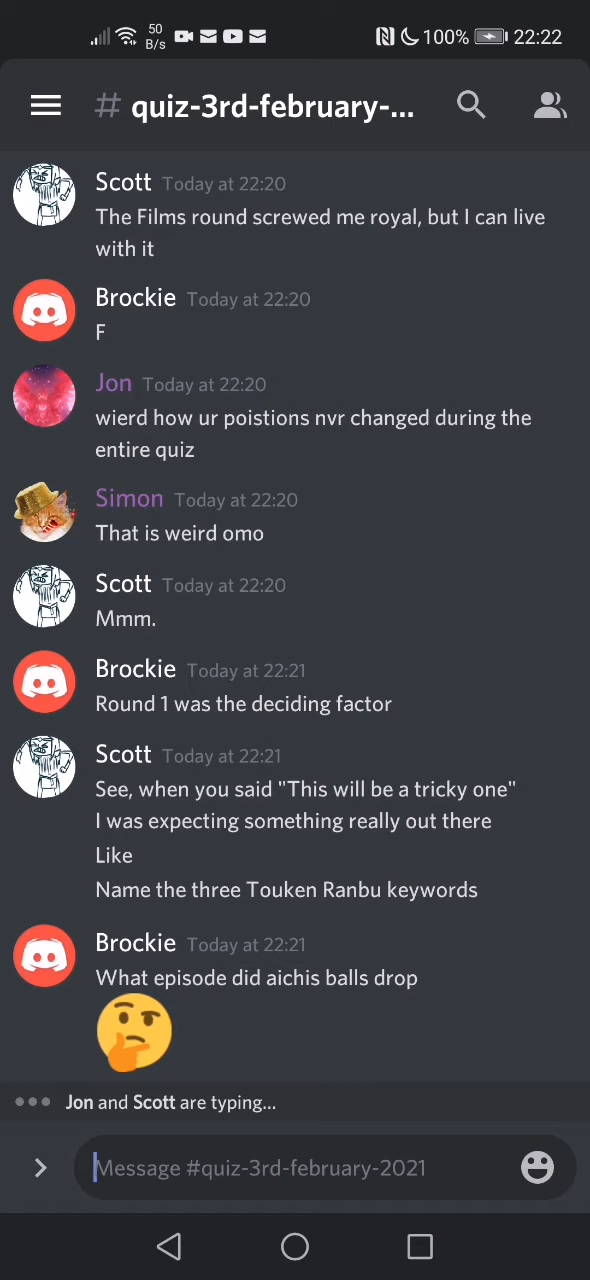 50
B/s
100%
22:22
# quiz-3rd-february-...
Scott Today at 22:20
The Films round screwed me royal, but I can live
with it
Brockie Today at 22:20
F
Jon Today at 22:20
wierd how ur poistions nvr changed during the
entire quiz
Simon Today at 22:20
That is weird omo
Scott Today at 22:20
Mmm.
Brockie Today at 22:21
Round 1 was the deciding factor
Scott Today at 22:21
See, when you said "This will be a tricky one"
I was expecting something really out there
Like
Name the three Touken Ranbu keywords
Brockie Today at 22:21
What episode did aichis balls drop
Jon and Scott are typing...
Message #quiz-3rd-february-2021